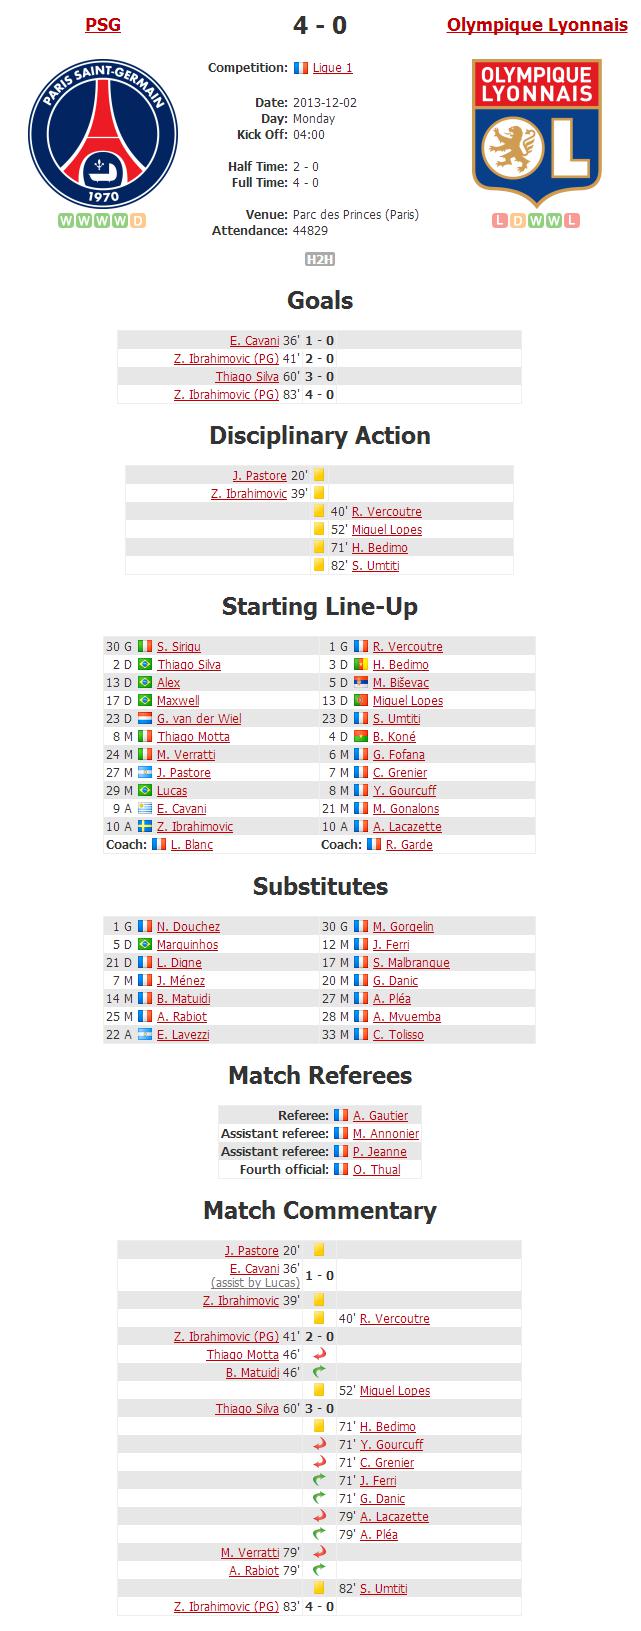 PSG 4 - 0 Olympique Lyonnais
PARIS SAINT-GERMAIN
1970
OLYMPIQUE
LYONNAIS
OL
Competition: Ligue 1
Date: 2013-12-02
Day: Monday
Kick Off: 04:00
Half Time: 2 - 0
Full Time: 4 - 0
Venue: Parc des Princes (Paris)
Attendance: 44829
W W W W D
L D W W L
H2H
Goals
E. Cavani 36' 1 - 0
Z. Ibrahimovic (PG) 41' 2 - 0
Thiago Silva 60' 3 - 0
Z. Ibrahimovic (PG) 83' 4 - 0
Disciplinary Action
J. Pastore 20'
Z. Ibrahimovic 39'
40' R. Vercoutre
52' Miguel Lopes
71' H. Bedimo
82' S. Umtiti
Starting Line-Up
30 G S. Sirigu 1 G R. Vercoutre
2 D Thiago Silva 3 D H. Bedimo
13 D Alex 5 D M. Biševac
17 D Maxwell 13 D Miguel Lopes
23 D G. van der Wiel 23 D S. Umtiti
8 M Thiago Motta 4 D B. Koné
24 M M. Verratti 6 M G. Fofana
27 M J. Pastore 7 M C. Grenier
29 M Lucas 8 M Y. Gourcuff
9 A E. Cavani 21 M M. Gonalons
10 A Z. Ibrahimovic 10 A A. Lacazette
Coach: L. Blanc Coach: R. Garde
Substitutes
1 G N. Douchez 30 G M. Gorgelin
5 D Marquinhos 12 M J. Ferri
21 D L. Digne 17 M S. Malbranque
7 M J. Ménez 20 M G. Danic
14 M B. Matuidi 27 M A. Pléa
25 M A. Rabiot 28 M A. Mvuemba
22 A E. Lavezzi 33 M C. Tolisso
Match Referees
Referee: A. Gautier
Assistant referee: M. Annonier
Assistant referee: P. Jeanne
Fourth official: O. Thual
Match Commentary
J. Pastore 20'
E. Cavani 36' 1 - 0
(assist by Lucas)
Z. Ibrahimovic 39'
40' R. Vercoutre
Z. Ibrahimovic (PG) 41' 2 - 0
Thiago Motta 46'
B. Matuidi 46'
52' Miguel Lopes
Thiago Silva 60' 3 - 0
71' H. Bedimo
71' Y. Gourcuff
71' C. Grenier
71' J. Ferri
71' G. Danic
79' A. Lacazette
79' A. Pléa
M. Verratti 79'
A. Rabiot 79'
82' S. Umtiti
Z. Ibrahimovic (PG) 83' 4 - 0